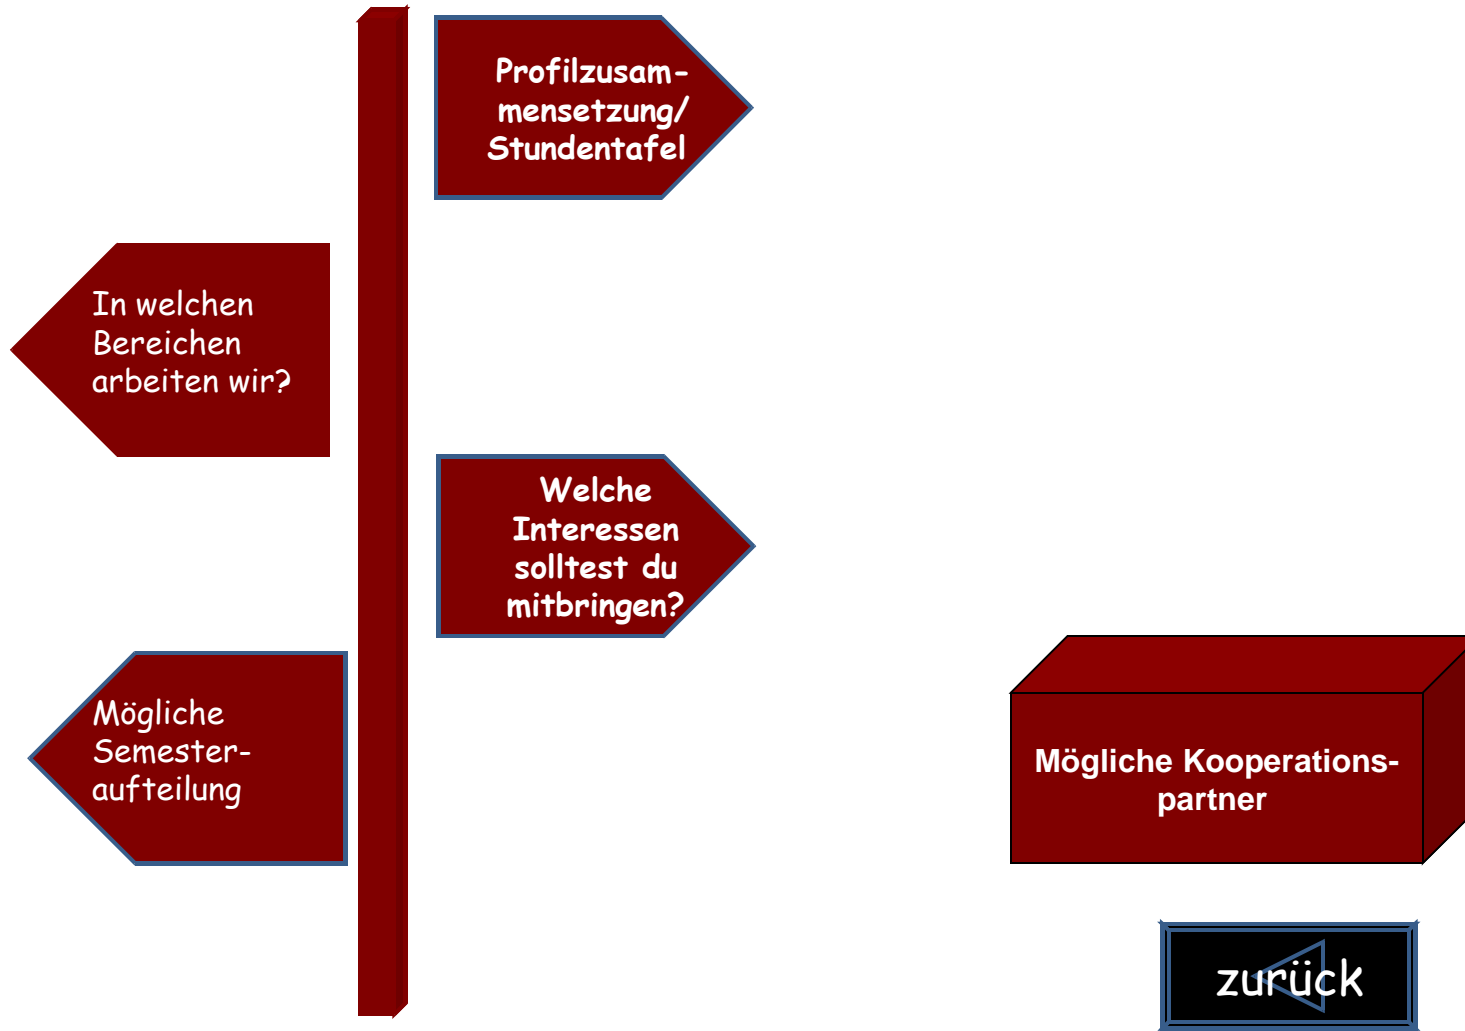 Profilzusam-
mensetzung/
Stundentafel
In welchen
Bereichen
arbeiten wir?
Welche
Interessen
solltest du
mitbringen?
Mögliche
Semester-
aufteilung
Mögliche Kooperations-
partner
zurück